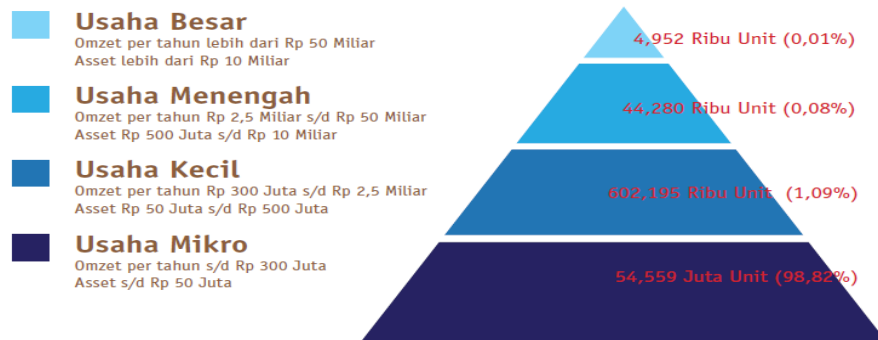 Usaha Besar
Omzet per tahun lebih dari Rp 50 Miliar
Asset lebih dari Rp 10 Miliar
4,952 Ribu Unit (0,01%)
Usaha Menengah
Omzet per tahun Rp 2,5 Miliar s/d Rp 50 Miliar
Asset Rp 500 Juta s/d Rp 10 Miliar
44,280 Ribu Unit (0,08%)
Usaha Kecil
Omzet per tahun Rp 300 Juta s/d Rp 2,5 Miliar
Asset Rp 50 Juta s/d Rp 500 Juta
602,195 Ribu Unit (1,09%)
Usaha Mikro
Omzet per tahun s/d Rp 300 Juta
Asset s/d Rp 50 Juta
54,559 Juta Unit (98,82%)